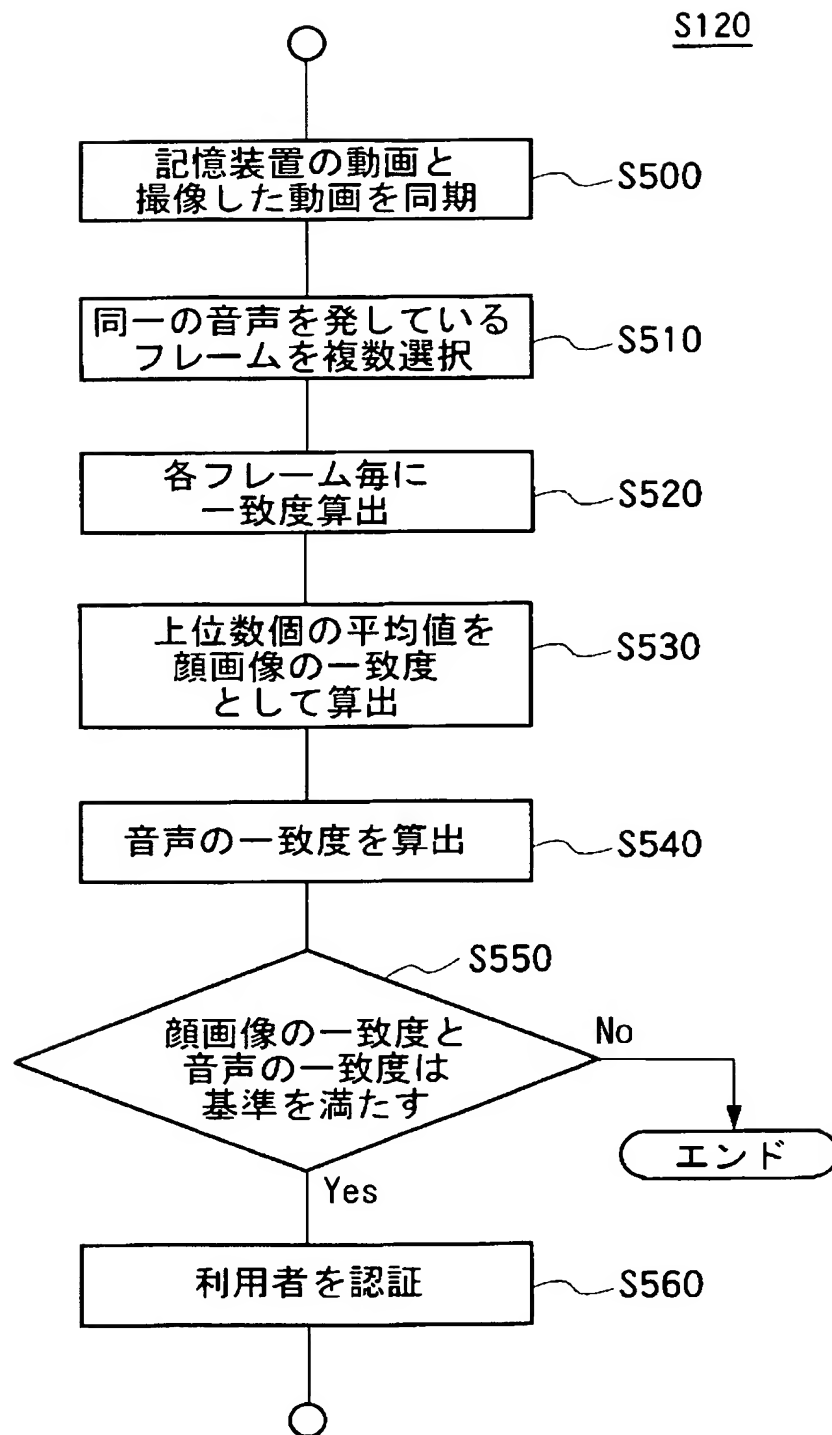 S120
記憶装置の動画と
撮像した動画を同期
S500
同一の音声を発している
フレームを複数選択
S510
各フレーム毎に
一致度算出
S520
上位数個の平均値を
顔画像の一致度
として算出
S530
音声の一致度を算出
S540
S550
顔画像の一致度と
音声の一致度は
基準を満たす
No
エンド
Yes
利用者を認証
S560